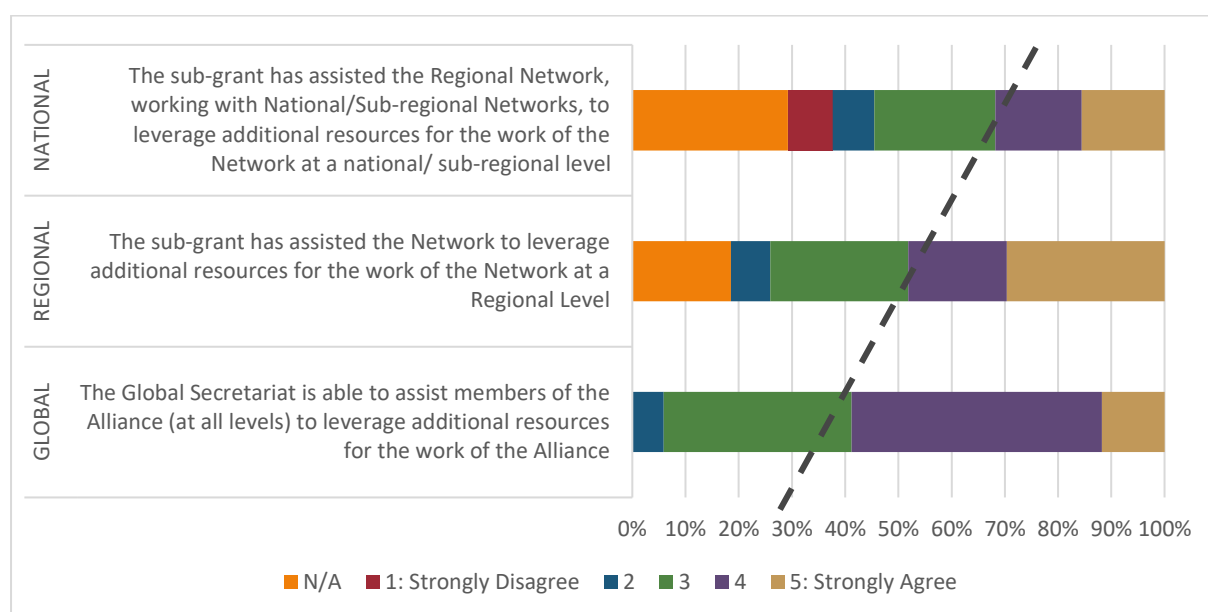 NATIONAL
The sub-grant has assisted the Regional Network,
working with National/Sub-regional Networks, to
leverage additional resources for the work of the
Network at a national/ sub-regional level
REGIONAL
The sub-grant has assisted the Network to leverage
additional resources for the work of the Network at a
Regional Level
GLOBAL
The Global Secretariat is able to assist members of the
Alliance (at all levels) to leverage additional resources
for the work of the Alliance
0% 10% 20% 30% 40% 50% 60% 70% 80% 90% 100%
N/A 1: Strongly Disagree 2 3 4 5: Strongly Agree